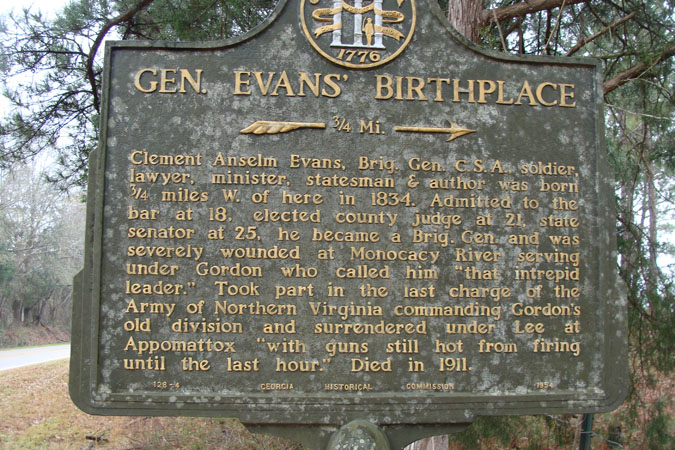 1776
GEN. EVANS' BIRTHPLACE
3/4 MI.
Clement Anselm Evans, Brig. Gen. C.S.A., soldier,
lawyer, minister, statesman & author was born
3/4 miles W. of here in 1834. Admitted to the
bar at 18, elected county judge at 21, state
senator at 25, he became a Brig. Gen. and was
severely wounded at Monocacy River serving
under Gordon who called him "that intrepid
leader." Took part in the last charge of the
Army of Northern Virginia commanding Gordon's
old division and surrendered under Lee at
Appomattox "with guns still hot from firing
until the last hour." Died in 1911.
128-4 GEORGIA HISTORICAL COMMISSION 1954